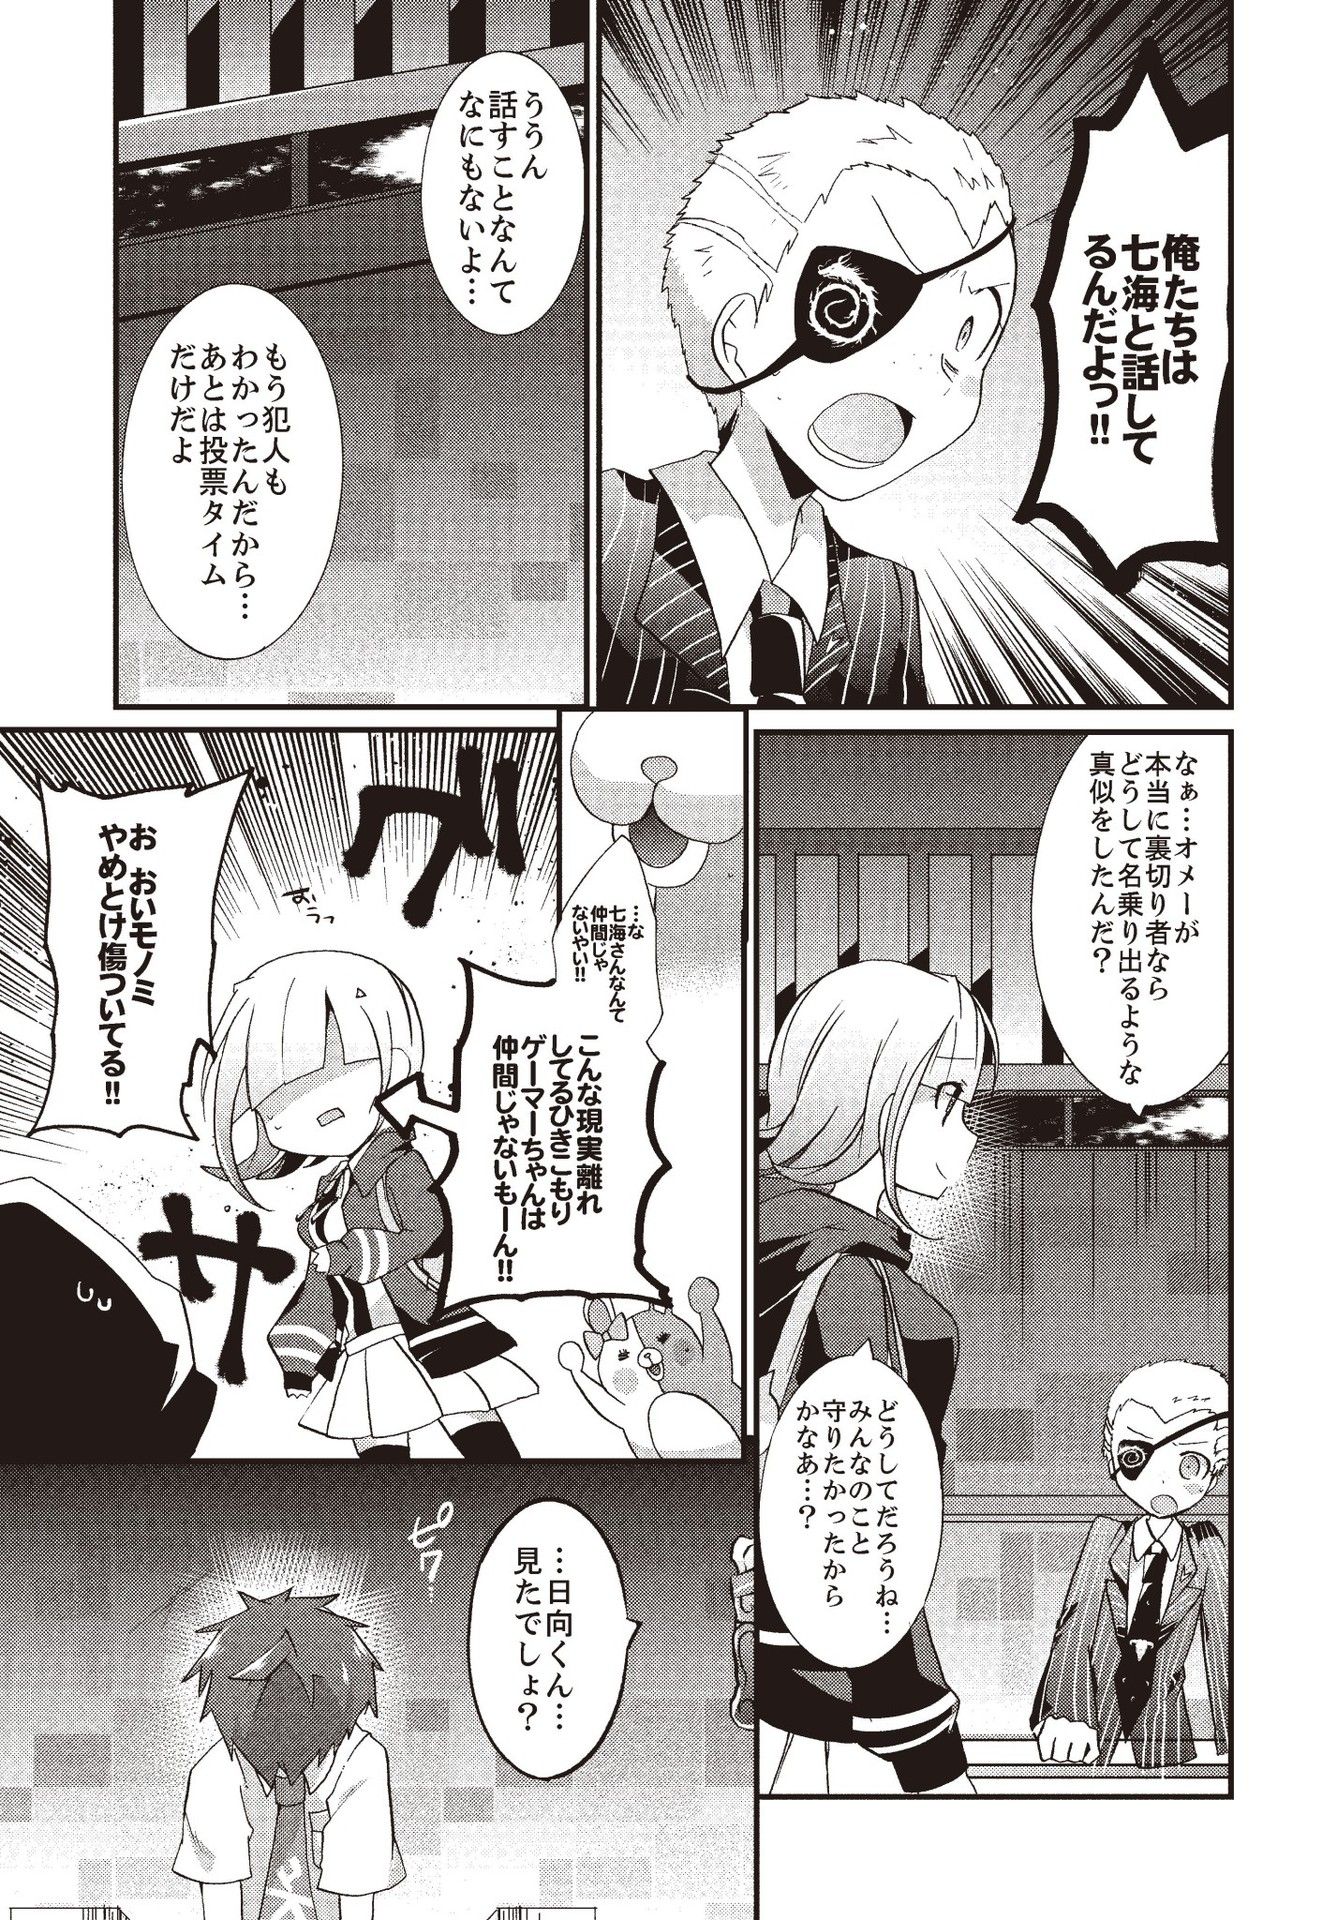 俺たちは
七海と話して
るんだよっ!!
ううん
話すことなんて
なにもないよ…
もう犯人も
わかったんだから…
あとは投票タイム
だけだよ
なぁ…オメーが
本当に裏切り者なら
どうして名乗り出るような
真似をしたんだ？
どうしてだろうね…
みんなのこと
守りたかったから
かなあ…？
…な
七海さんなんて
仲間じゃ
ないやい!!
こんな現実離れ
してるひきこもり
ゲーマーちゃんは
仲間じゃないもーん!!
グ
サ
おうっ
お おいモノミ
やめとけ傷ついてる!!
…日向くん…
見たでしょ？
ピク…